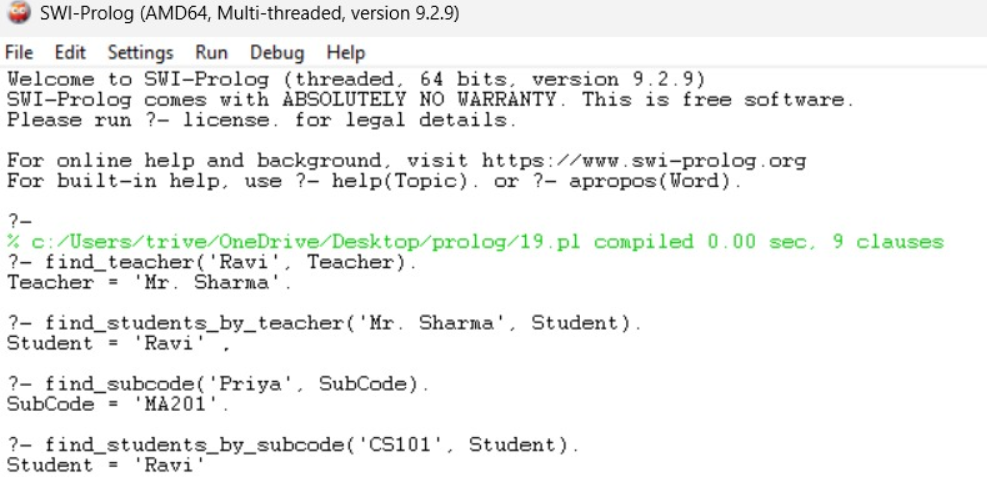 SWI-Prolog (AMD64, Multi-threaded, version 9.2.9)
File Edit Settings Run Debug Help
Welcome to SWI-Prolog (threaded, 64 bits, version 9.2.9)
SWI-Prolog comes with ABSOLUTELY NO WARRANTY. This is free software.
Please run ?- license. for legal details.
For online help and background, visit https://www.swi-prolog.org
For built-in help, use ?- help(Topic). or ?- apropos(Word).
?-
% c:/Users/trive/OneDrive/Desktop/prolog/19.pl compiled 0.00 sec, 9 clauses
?- find_teacher('Ravi', Teacher).
Teacher = 'Mr. Sharma'.
?- find_students_by_teacher('Mr. Sharma', Student).
Student = 'Ravi' ,
?- find_subcode('Priya', SubCode).
SubCode = 'MA201'.
?- find_students_by_subcode('CS101', Student).
Student = 'Ravi'